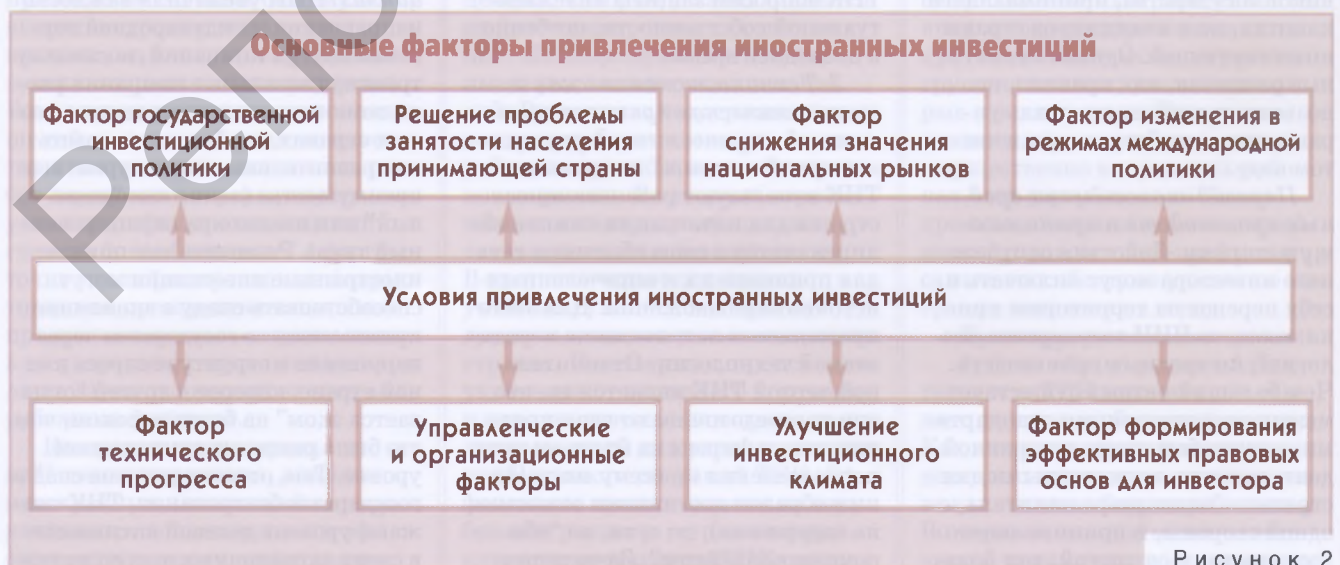 Основные факторы привлечения иностранных инвестиций
Фактор государственной
инвестиционной
политики
Решение проблемы
занятости населения
принимающей страны
Фактор
снижения значения
национальных рынков
Фактор изменения в
режимах международной
политики
Условия привлечения иностранных инвестиций
Фактор
технического
прогресса
Управленческие
и организационные
факторы
Улучшение
инвестиционного
климата
Фактор формирования
эффективных правовых
основ для инвестора
Рисунок 2